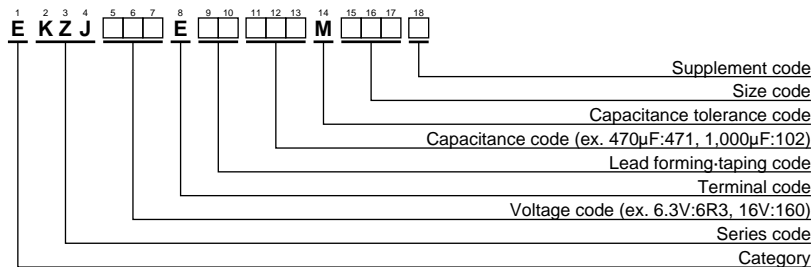 1 2 3 4 5 6 7 8 9 10 11 12 13 14 15 16 17 18
E K Z J E M
Supplement code
Size code
Capacitance tolerance code
Capacitance code (ex. 470μF:471, 1,000μF:102)
Lead forming·taping code
Terminal code
Voltage code (ex. 6.3V:6R3, 16V:160)
Series code
Category